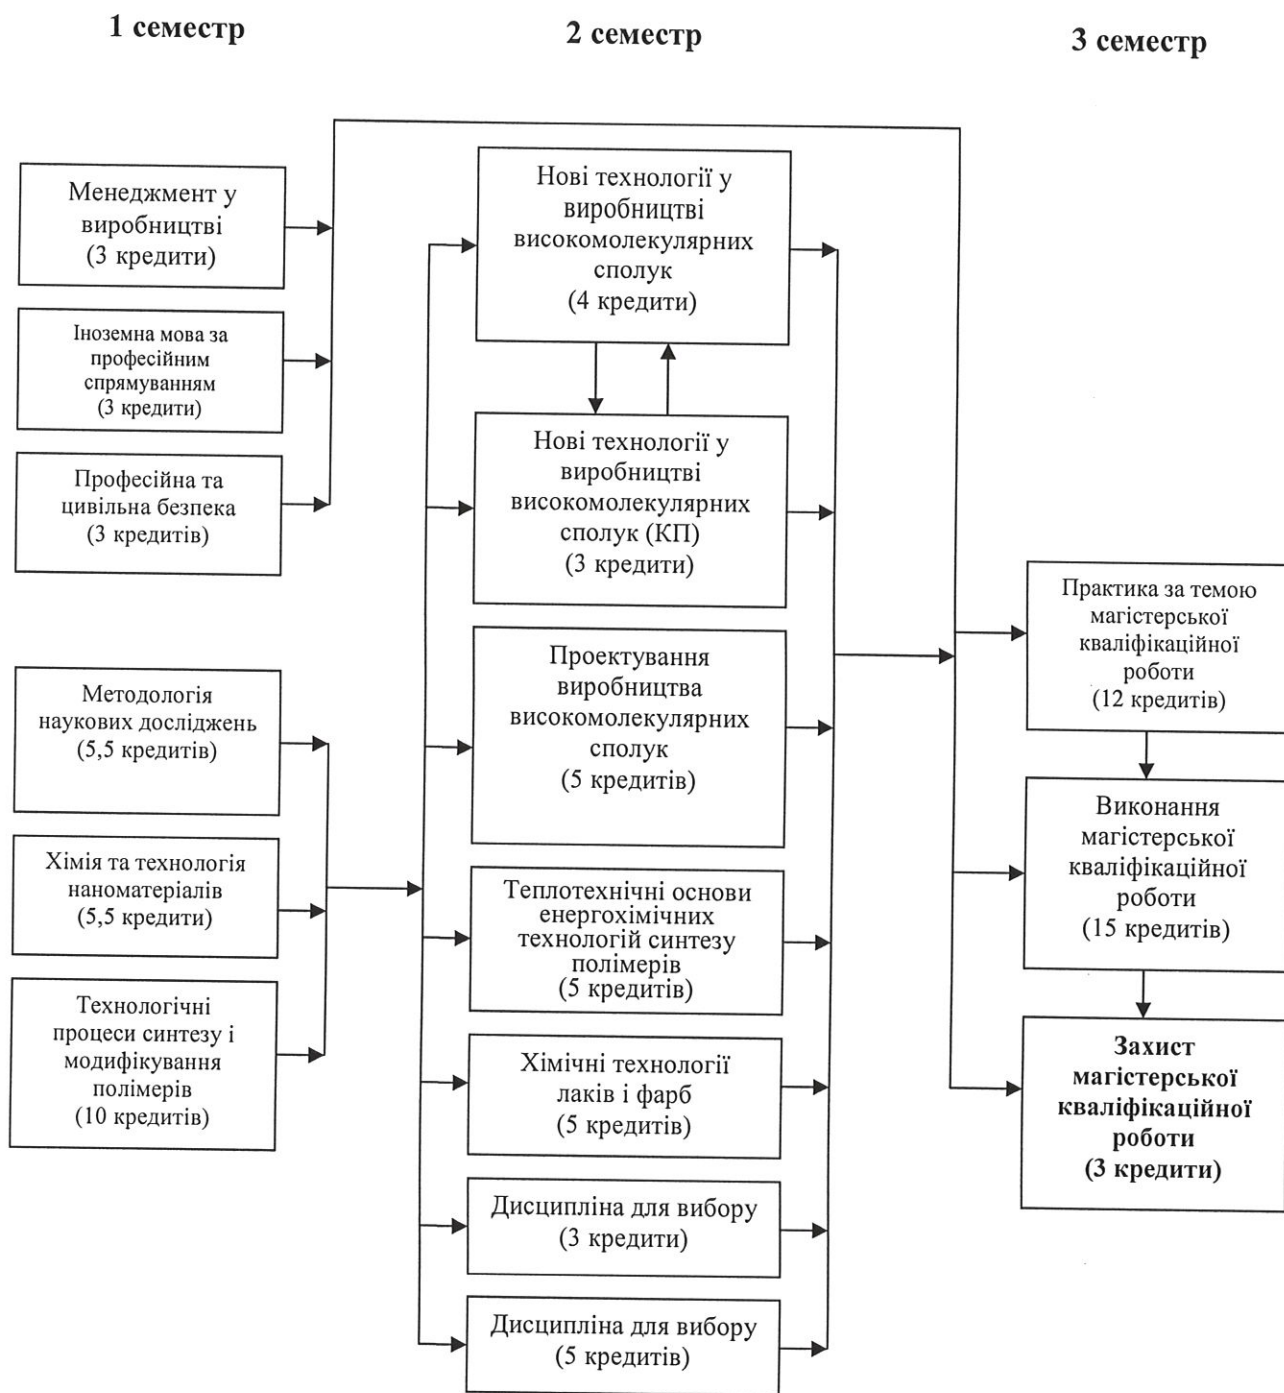 1 семестр
2 семестр
3 семестр
Менеджмент у
виробництві
(3 кредити)
Іноземна мова за
професійним
спрямуванням
(3 кредити)
Професійна та
цивільна безпека
(3 кредитів)
Методологія
наукових досліджень
(5,5 кредитів)
Хімія та технологія
наноматеріалів
(5,5 кредити)
Технологічні
процеси синтезу і
модифікування
полімерів
(10 кредитів)
Нові технології у
виробництві
високомолекулярних
сполук
(4 кредити)
Нові технології у
виробництві
високомолекулярних
сполук (КП)
(3 кредити)
Проектування
виробництва
високомолекулярних
сполук
(5 кредитів)
Теплотехнічні основи
енергохімічних
технологій синтезу
полімерів
(5 кредитів)
Хімічні технології
лаків і фарб
(5 кредитів)
Дисципліна для вибору
(3 кредити)
Дисципліна для вибору
(5 кредитів)
Практика за темою
магістерської
кваліфікаційної
роботи
(12 кредитів)
Виконання
магістерської
кваліфікаційної
роботи
(15 кредитів)
Захист
магістерської
кваліфікаційної
роботи
(3 кредити)